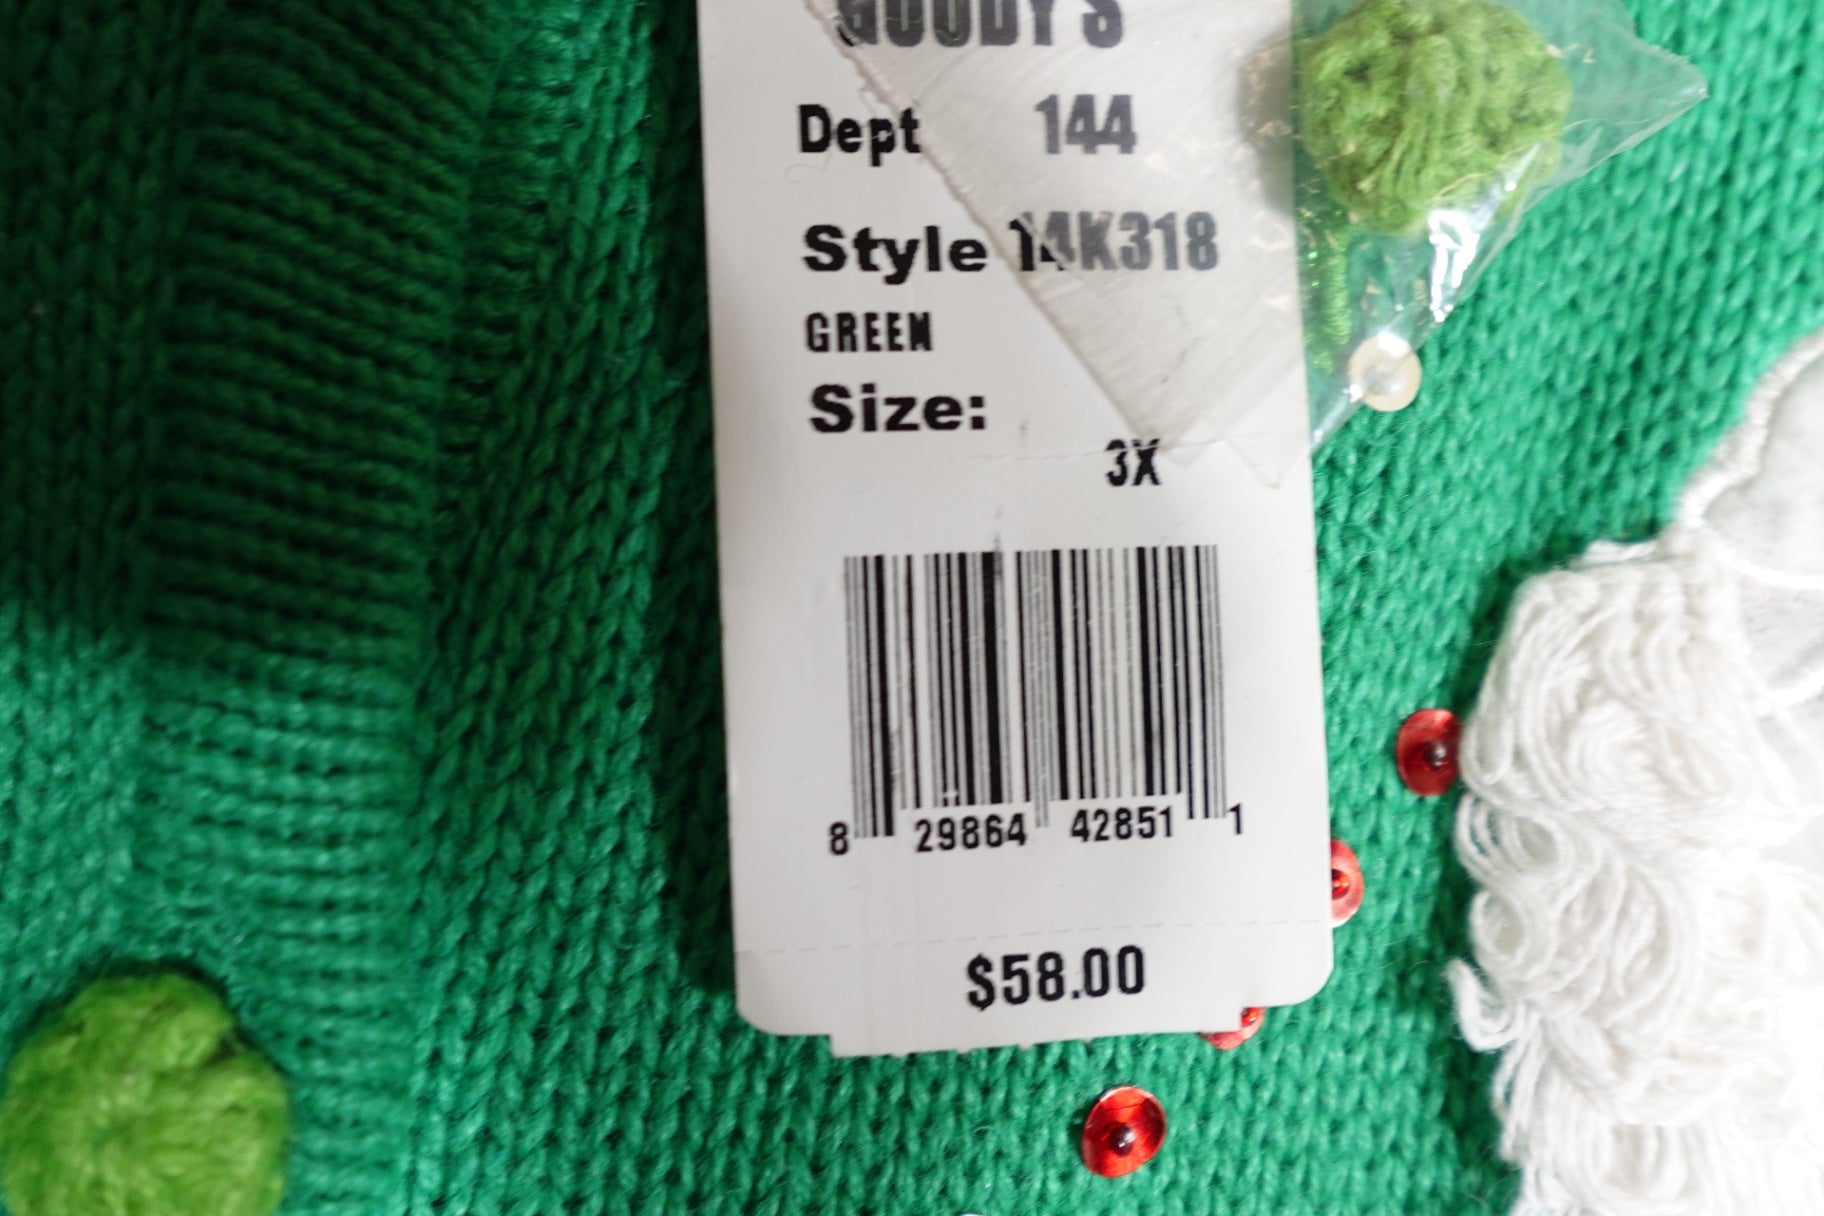 GOODY'S
Dept 144
Style 14K318
GREEN
Size:
3X
8 29864 42851 1
$58.00